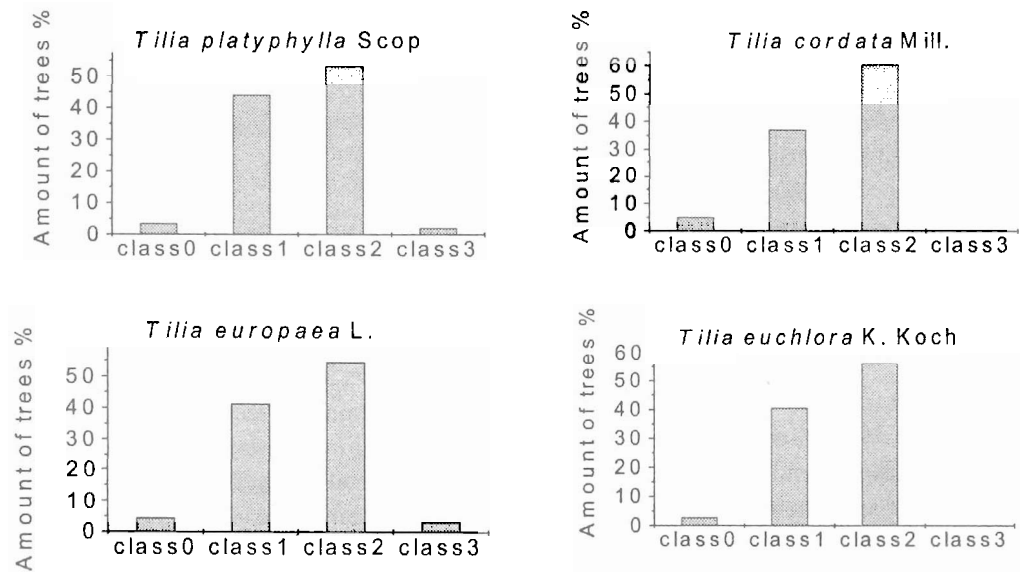 Tilia platyphylla Scop
Amount of trees %
50
40
30
20
10
0
class0 class1 class2 class3
Tilia cordata Mill.
Amount of trees %
60
50
40
30
20
10
0
class0 class1 class2 class3
Tilia europaea L.
Amount of trees %
50
40
30
20
10
0
class0 class1 class2 class3
Tilia euchlora K. Koch
Amount of trees %
60
50
40
30
20
10
0
class0 class1 class2 class3